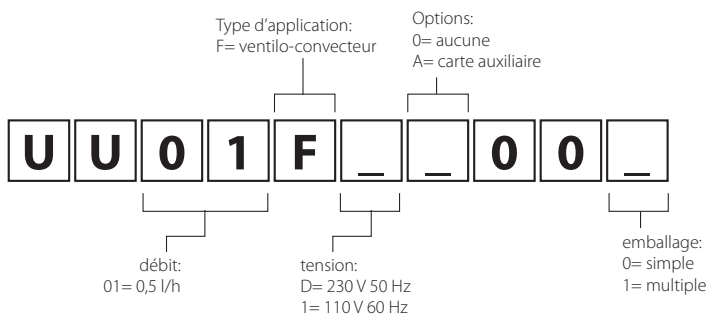 Type d'application:
F= ventilo-convecteur
Options:
0= aucune
A= carte auxiliaire
U U 0 1 F _ _ 0 0 _
débit:
01= 0,5 l/h
tension:
D= 230 V 50 Hz
1= 110 V 60 Hz
emballage:
0= simple
1= multiple